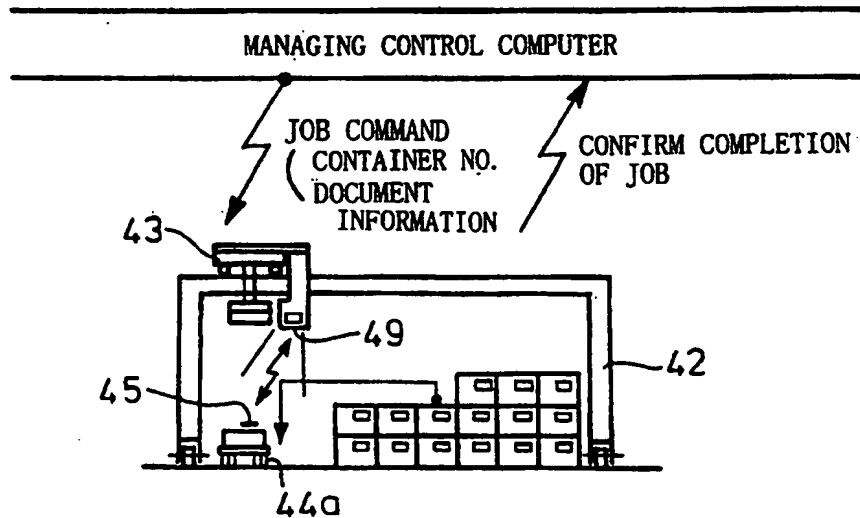 MANAGING CONTROL COMPUTER
JOB COMMAND
( CONTAINER NO.
DOCUMENT
INFORMATION
CONFIRM COMPLETION
OF JOB
43
49
42
45
44a